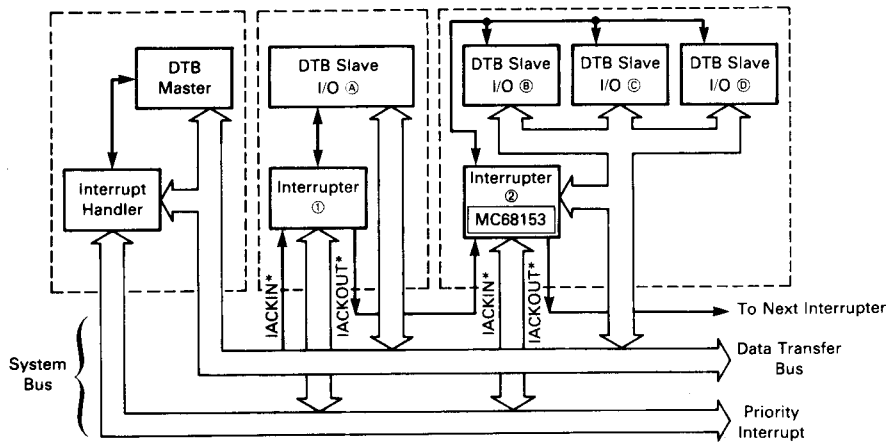 DTB
Master
Interrupt
Handler
DTB Slave
I/O Ⓐ
Interrupter
①
IACKIN*
IACKOUT*
DTB Slave
I/O Ⓑ
DTB Slave
I/O Ⓒ
DTB Slave
I/O Ⓓ
Interrupter
②
MC68153
IACKIN*
IACKOUT*
To Next Interrupter
System
Bus
Data Transfer
Bus
Priority
Interrupt